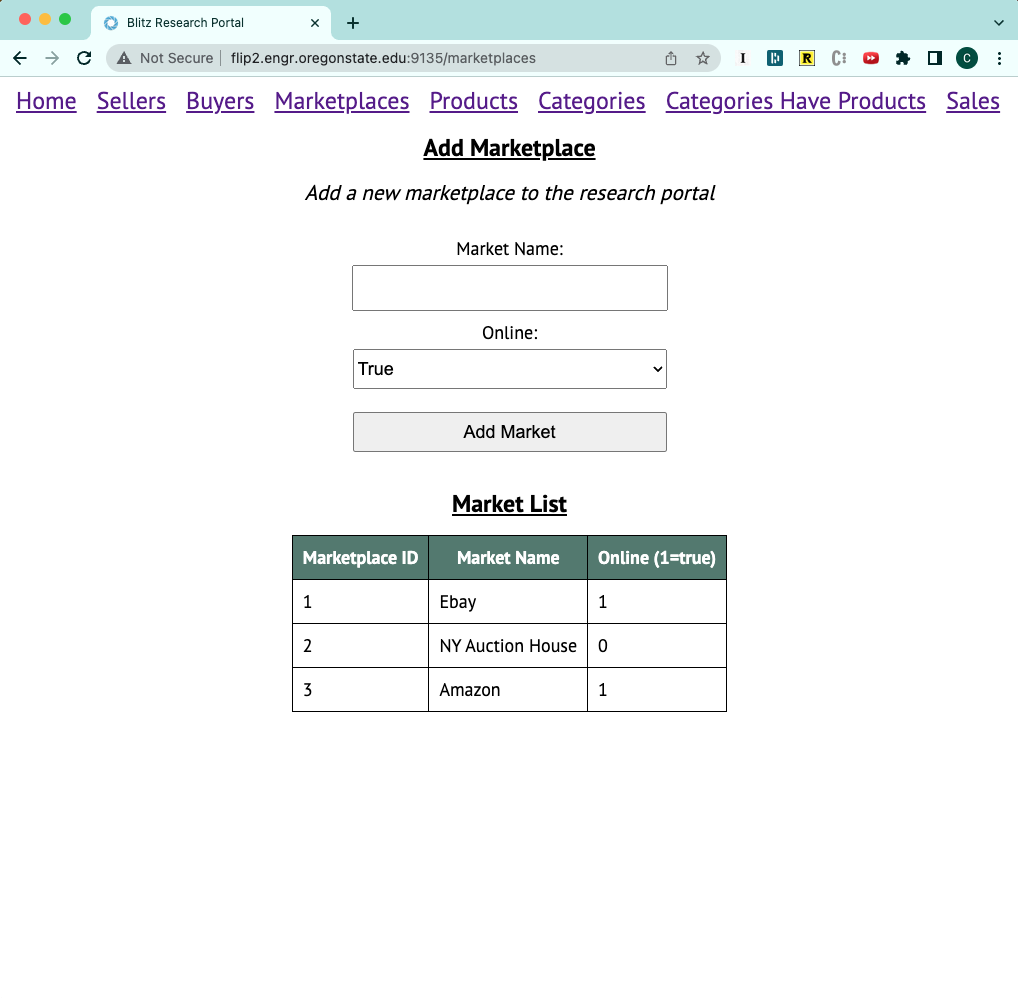 Blitz Research Portal
Not Secure | flip2.engr.oregonstate.edu:9135/marketplaces
Home Sellers Buyers Marketplaces Products Categories Categories Have Products Sales
Add Marketplace
Add a new marketplace to the research portal
Market Name:
Online:
True
Add Market
Market List
Marketplace ID Market Name Online (1=true)
1 Ebay 1
2 NY Auction House 0
3 Amazon 1